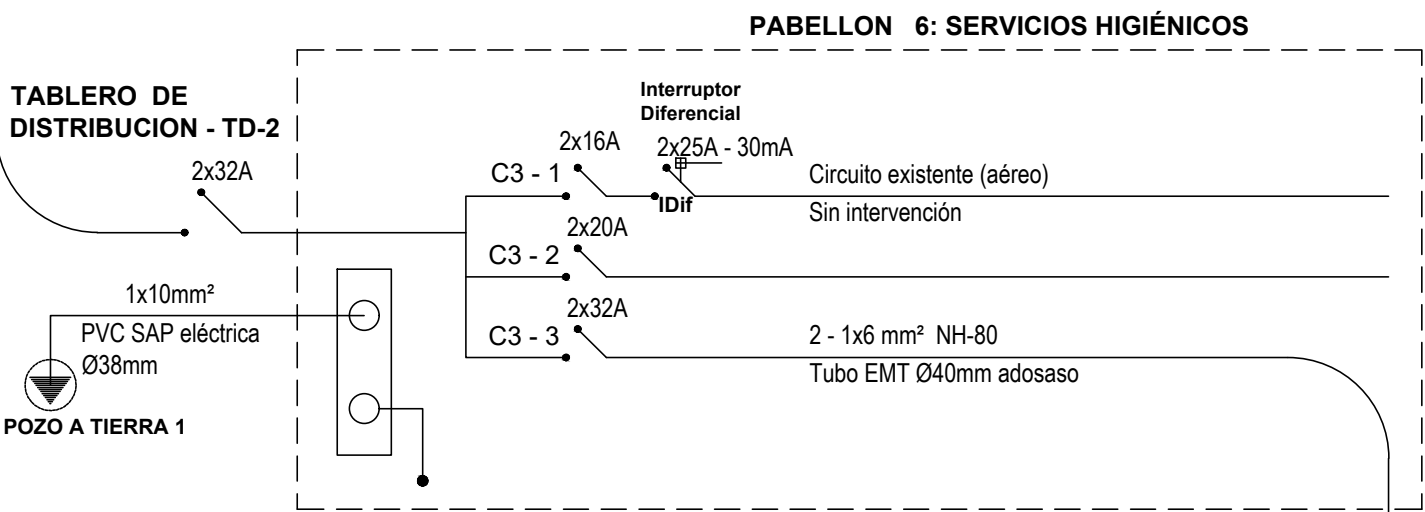 PABELLON 6: SERVICIOS HIGIÉNICOS
TABLERO DE
DISTRIBUCION - TD-2
2x32A
Interruptor
Diferencial
2x16A
2x25A - 30mA
C3 - 1
IDif
Circuito existente (aéreo)
Sin intervención
2x20A
C3 - 2
2x32A
C3 - 3
2 - 1x6 mm² NH-80
Tubo EMT Ø40mm adosaso
1x10mm²
PVC SAP eléctrica
Ø38mm
POZO A TIERRA 1